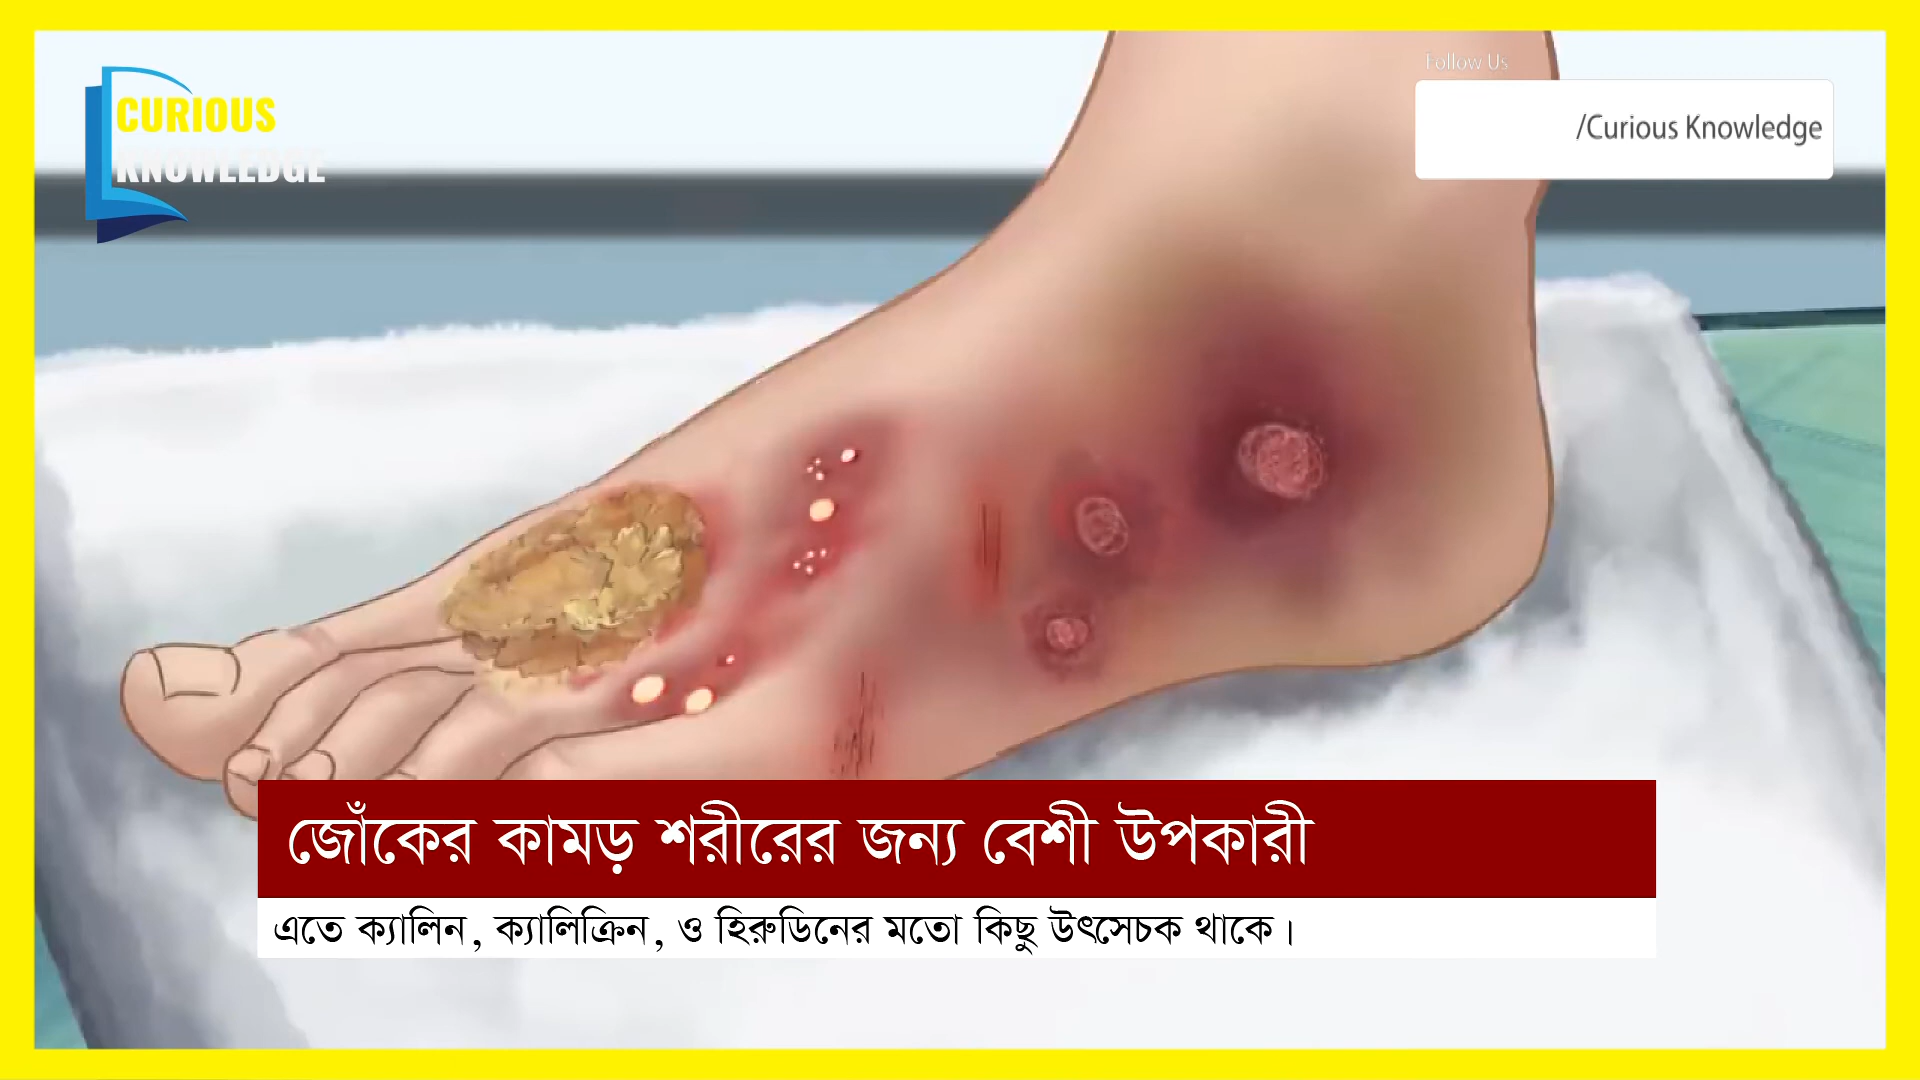 CURIOUS
KNOWLEDGE
Follow Us
/Curious Knowledge
জোঁকের কামড় শরীরের জন্য বেশী উপকারী
এতে ক্যালিন, ক্যালিক্রিন, ও হিরুডিনের মতো কিছু উৎসেচক থাকে।